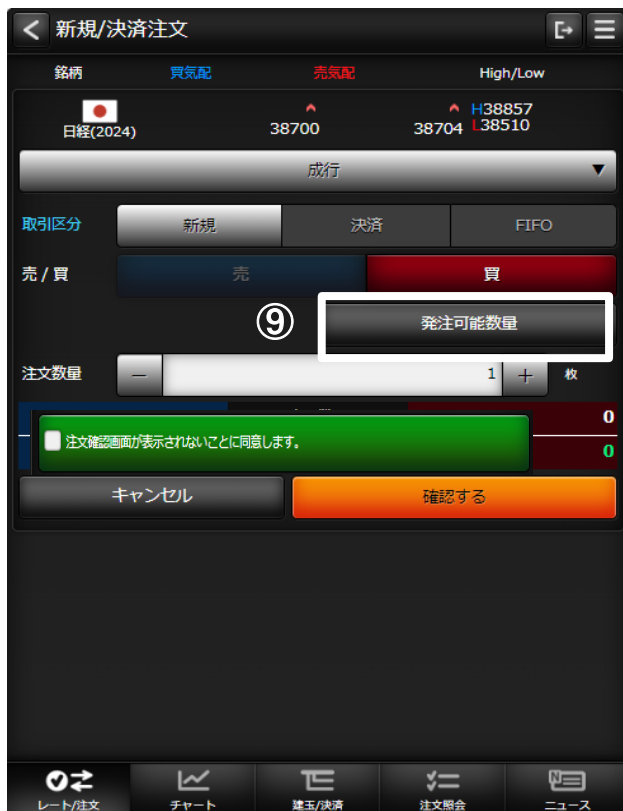 新規/決済注文
銘柄 買気配 売気配 High/Low
日経(2024) 38700 38704 H38857
L38510
成行 ▼
取引区分 新規 決済 FIFO
売 / 買 売 買
⑨ 発注可能数量
注文数量 － 1 ＋ 枚
0
注文確認画面が表示されないことに同意します。
0
キャンセル 確認する
レート/注文 チャート 建玉/決済 注文照会 ニュース